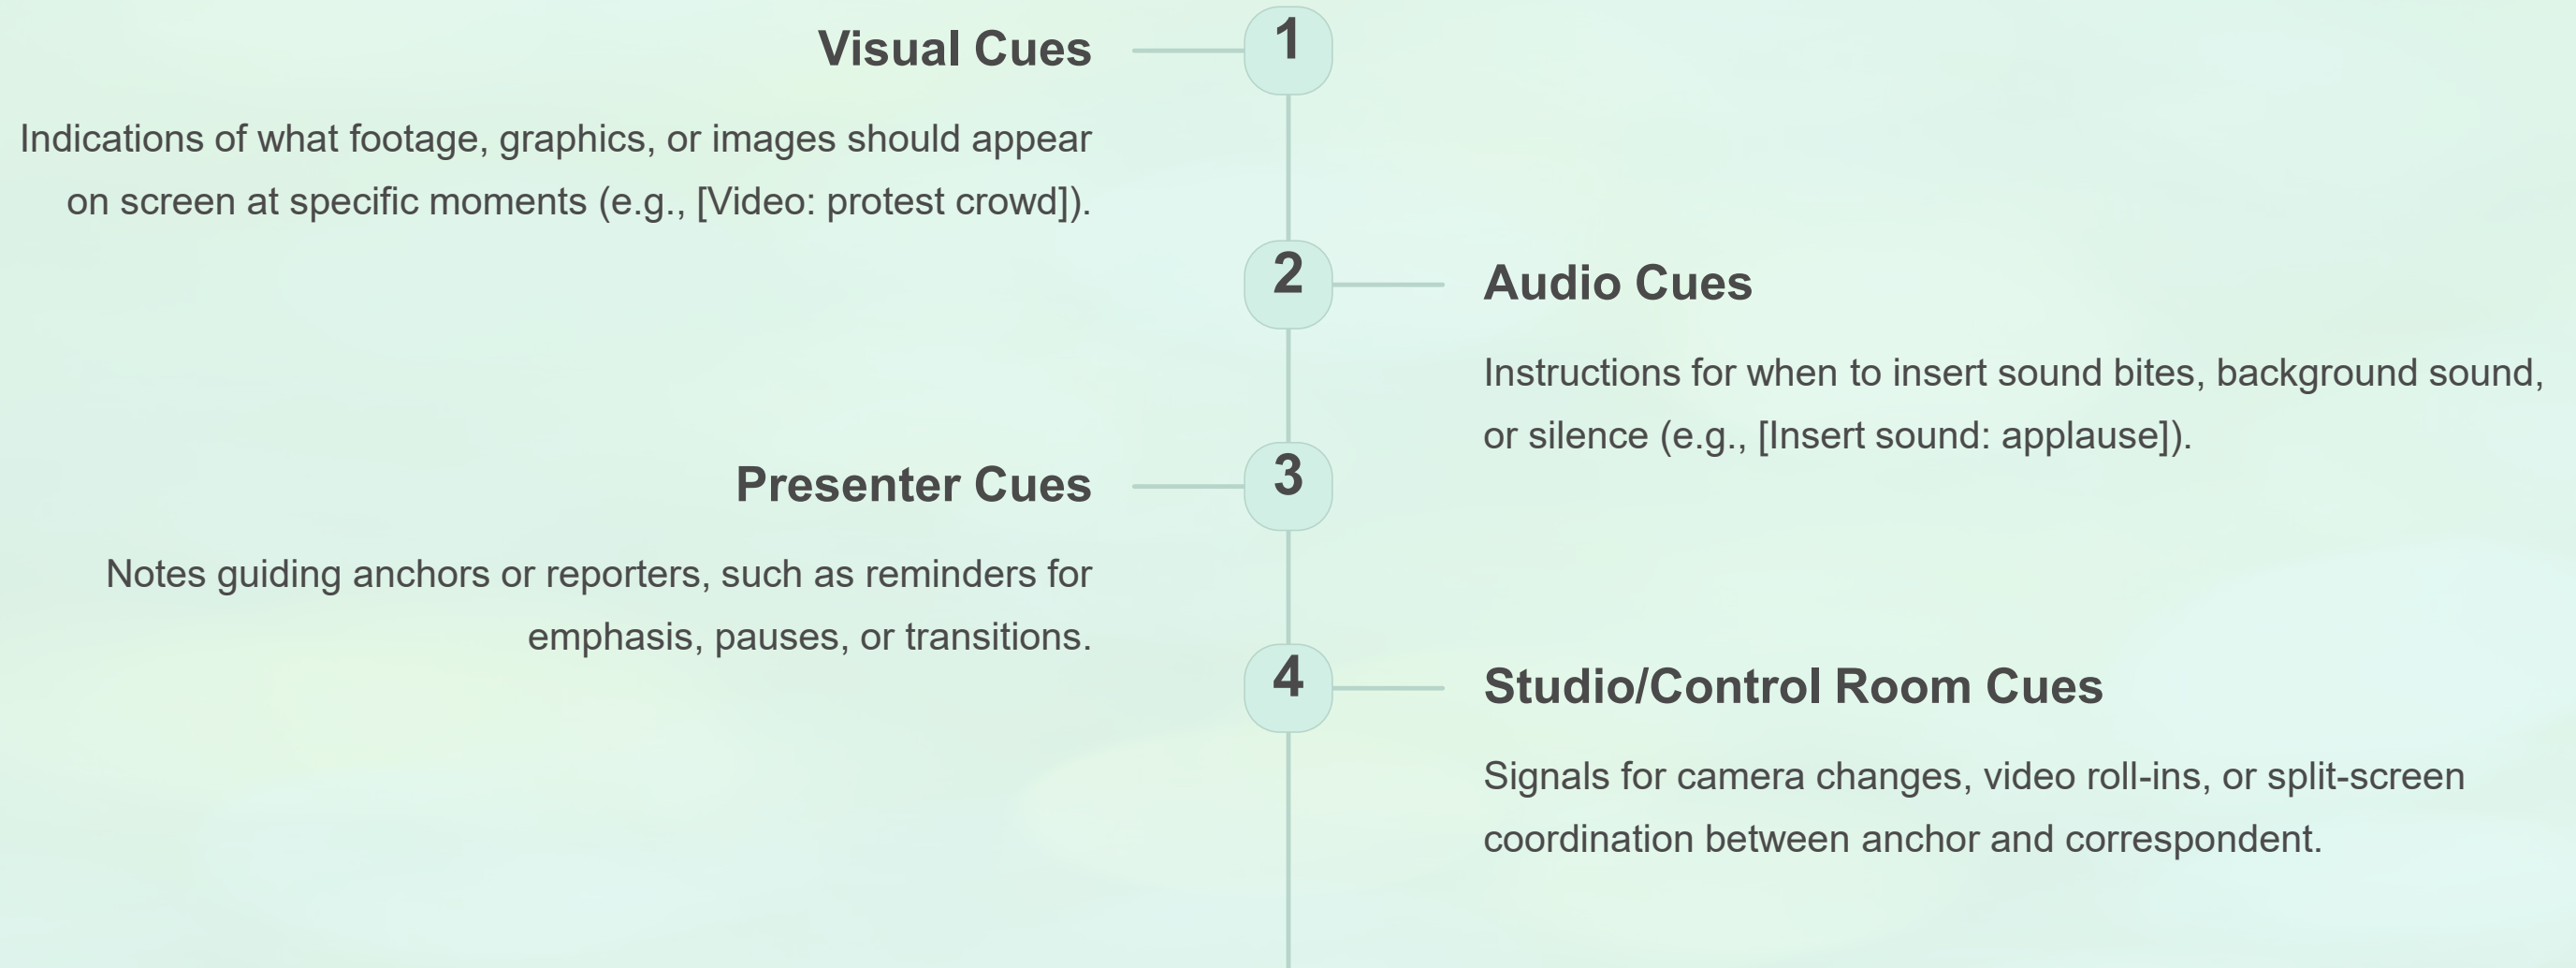 1
Visual Cues
Indications of what footage, graphics, or images should appear
on screen at specific moments (e.g., [Video: protest crowd]).
2
Audio Cues
Instructions for when to insert sound bites, background sound,
or silence (e.g., [Insert sound: applause]).
3
Presenter Cues
Notes guiding anchors or reporters, such as reminders for
emphasis, pauses, or transitions.
4
Studio/Control Room Cues
Signals for camera changes, video roll-ins, or split-screen
coordination between anchor and correspondent.